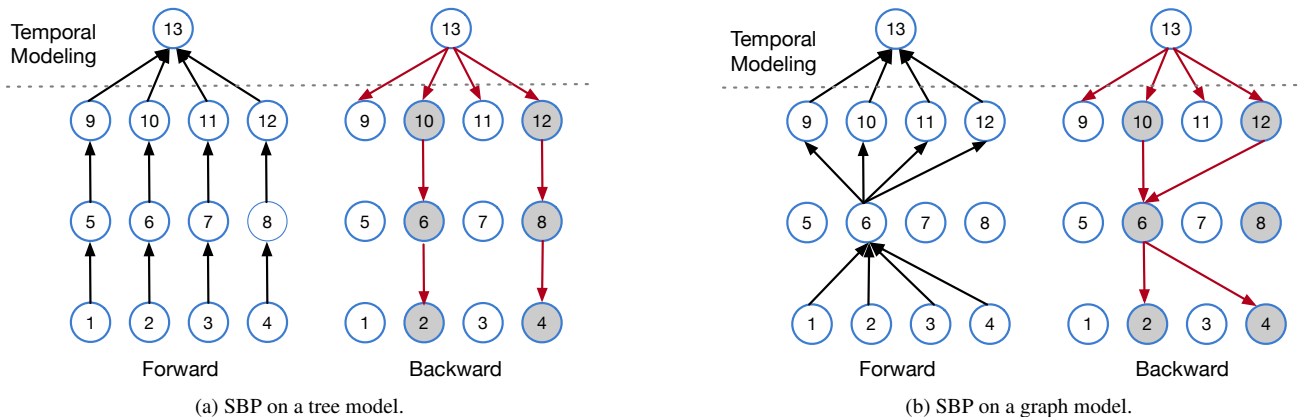 13 13 13 13
Temporal
Modeling
Temporal
Modeling
9 10 11 12 9 10 11 12
9 10 11 12 9 10 11 12
5 6 7 8 5 6 7 8
5 6 7 8 5 6 7 8
1 2 3 4 1 2 3 4
1 2 3 4 1 2 3 4
Forward Backward
Forward Backward
(a) SBP on a tree model.
(b) SBP on a graph model.